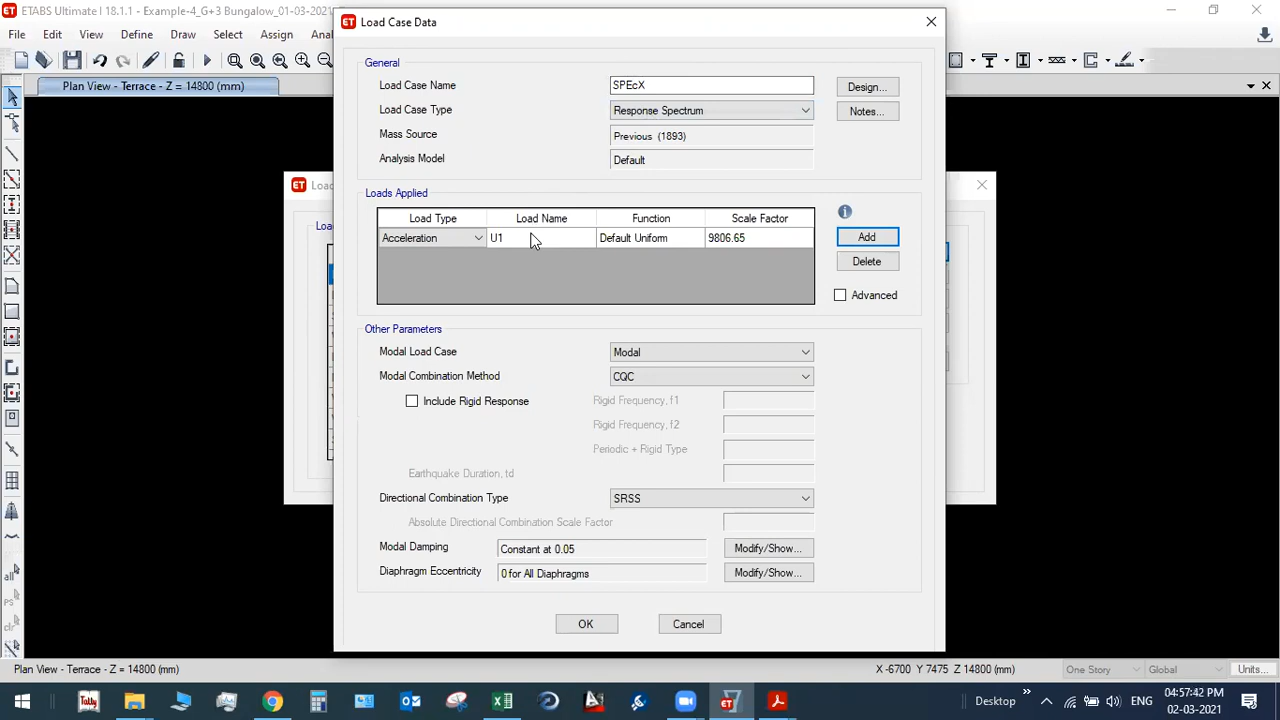 ETABS Ultimate 18.1.1 - Example-4_G+3 Bungalow_01-03-2021
Load Case Data
File Edit View Define Draw Select Assign
Plan View - Terrace - Z = 14800 (mm)
General
Load Case Name SPEcX Design...
Load Case Type Response Spectrum Notes...
Mass Source Previous (1893)
Analysis Model Default
Loads Applied
Load Type Load Name Function Scale Factor
Acceleration U1 Default Uniform 9806.65 Add
Delete
Advanced
Other Parameters
Modal Load Case Modal
Modal Combination Method CQC
Include Rigid Response Rigid Frequency, f1
Rigid Frequency, f2
Periodic + Rigid Type
Earthquake Duration, td
Directional Combination Type SRSS
Absolute Directional Combination Scale Factor
Modal Damping Constant at 0.05 Modify/Show...
Diaphragm Eccentricity 0 for All Diaphragms Modify/Show...
OK Cancel
all
PS
clr
Plan View - Terrace - Z = 14800 (mm) X -6700 Y 7475 Z 14800 (mm) One Story Global Units...
Tally Desktop ENG 04:57:42 PM
02-03-2021